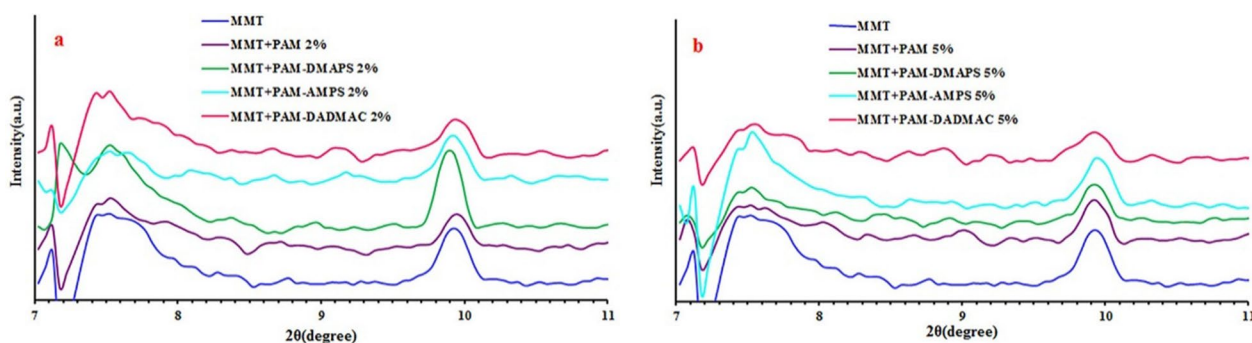 a
MMT
MMT+PAM 2%
MMT+PAM-DMAPS 2%
MMT+PAM-AMPS 2%
MMT+PAM-DADMAC 2%
Intensity(a.u.)
7 8 9 10 11
2θ(degree)
b
MMT
MMT+PAM 5%
MMT+PAM-DMAPS 5%
MMT+PAM-AMPS 5%
MMT+PAM-DADMAC 5%
Intensity(a.u.)
7 8 9 10 11
2θ(degree)